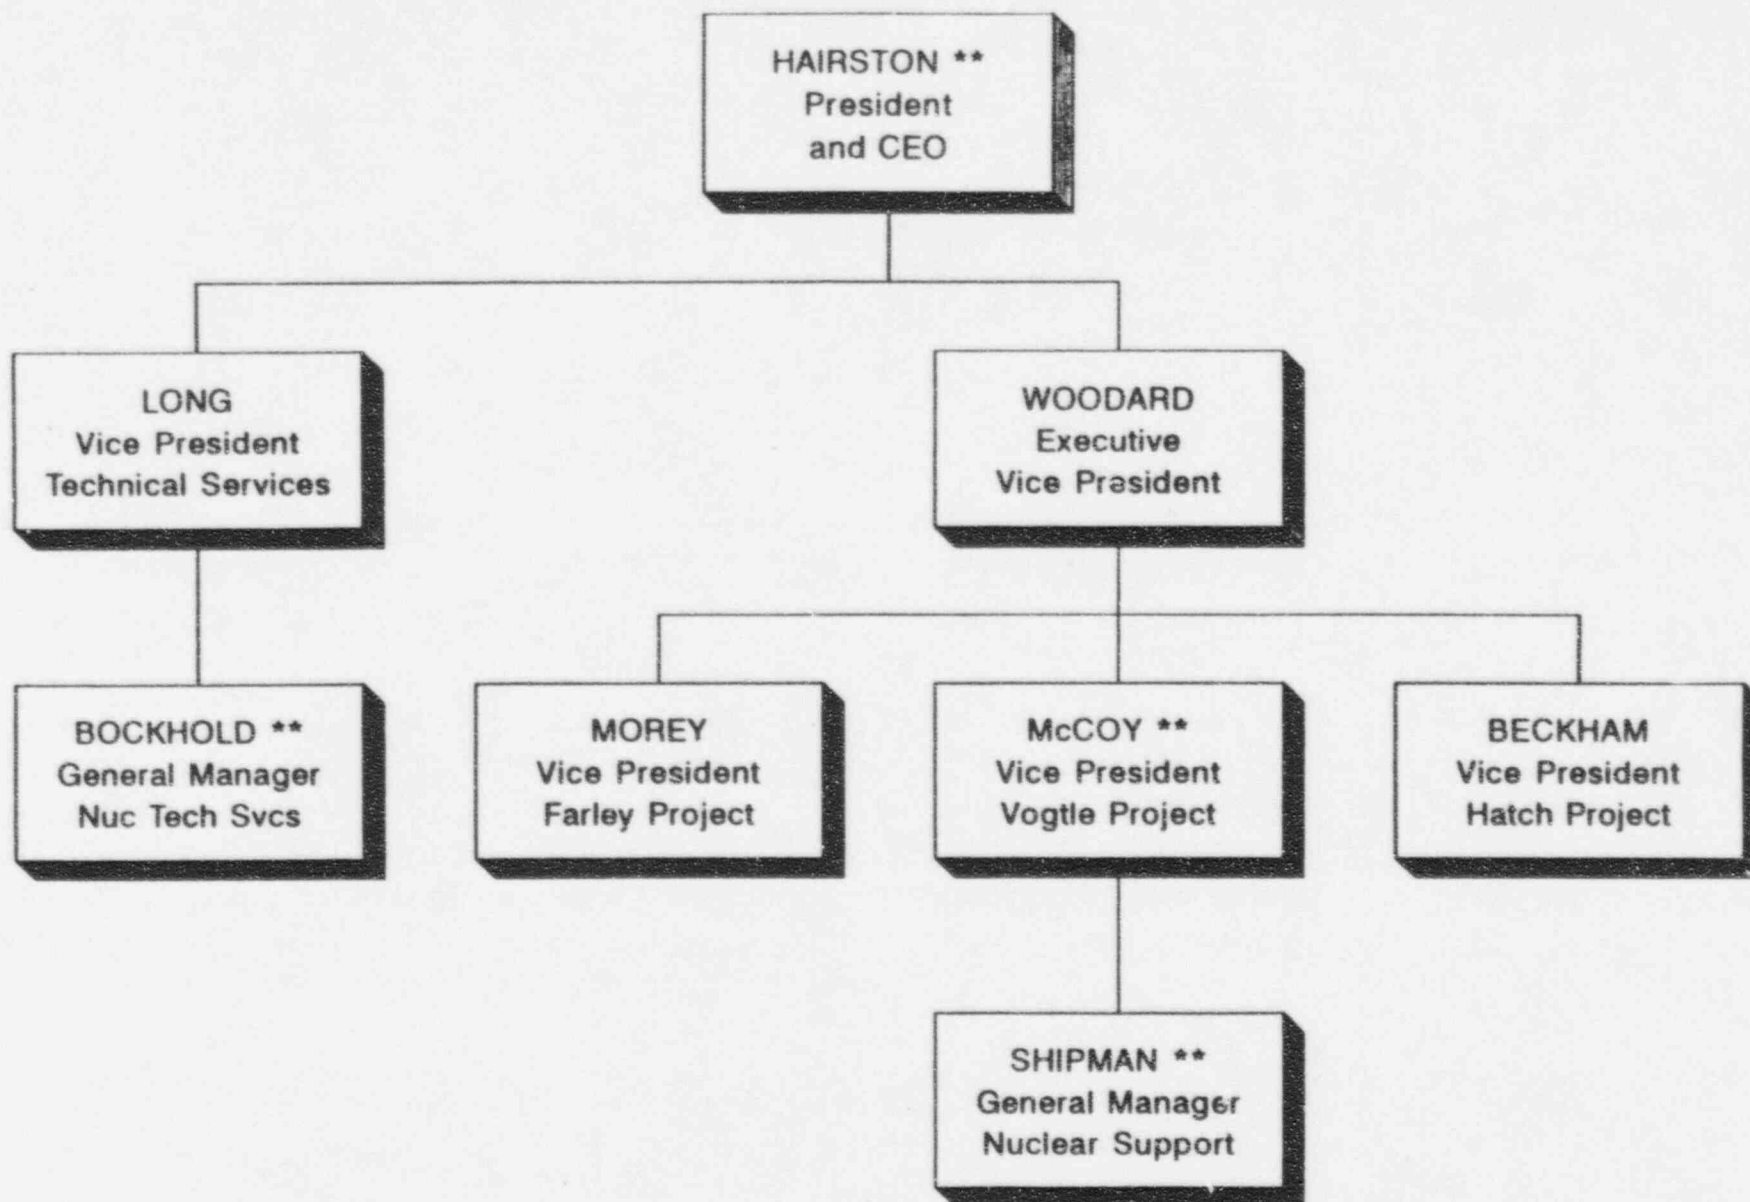 HAIRSTON **
President
and CEO
LONG
Vice President
Technical Services
WOODARD
Executive
Vice President
BOCKHOLD **
General Manager
Nuc Tech Svcs
MOREY
Vice President
Farley Project
McCOY **
Vice President
Vogtle Project
BECKHAM
Vice President
Hatch Project
SHIPMAN **
General Manager
Nuclear Support